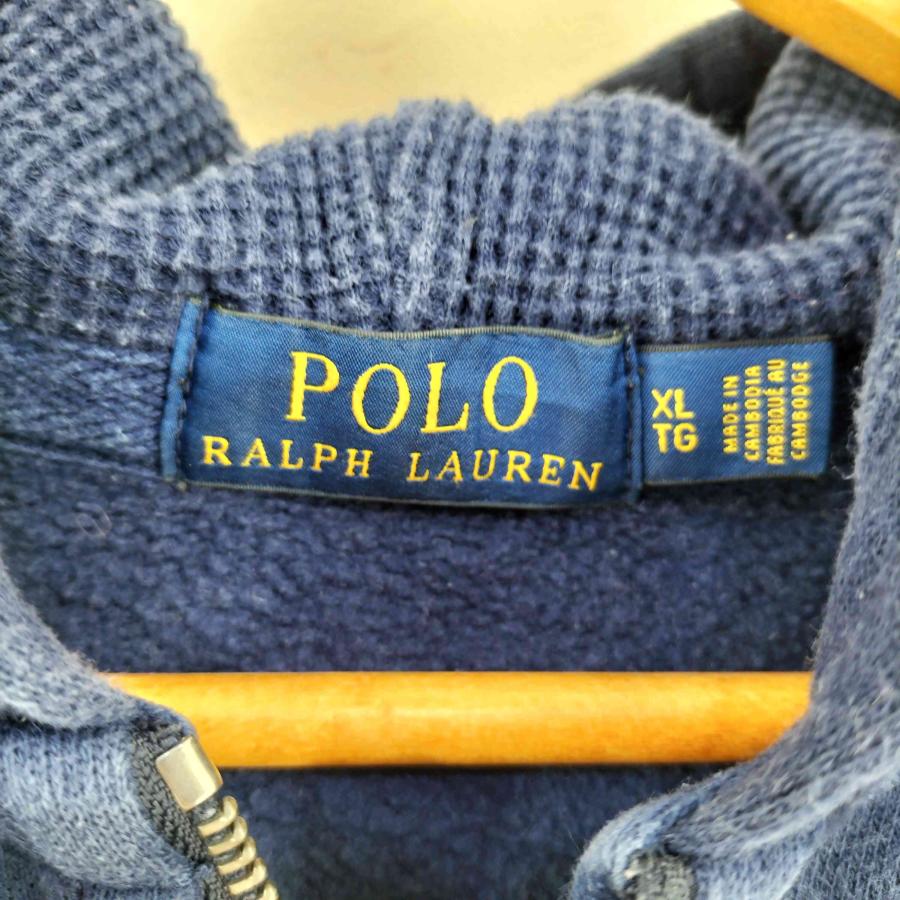 POLO
RALPH LAUREN
XL
TG
MADE IN
CAMBODIA
FABRIQUÉ AU
CAMBODGE